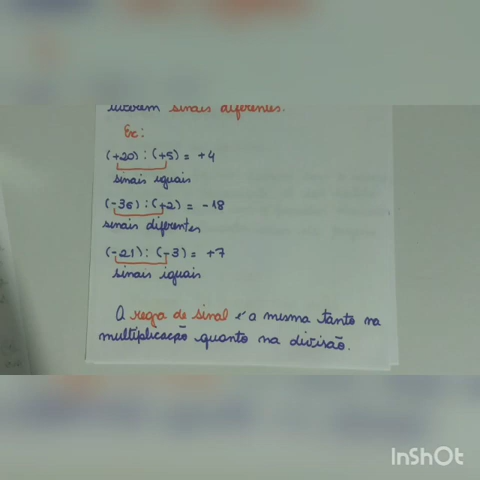 sinais diferentes.
Ex:
(+20) : (+5) = +4
sinais iguais
(-36) : (+2) = -18
sinais diferentes
(-21) : (-3) = +7
sinais iguais
A regra de sinal é a mesma tanto na
multiplicação quanto na divisão.
InShOt